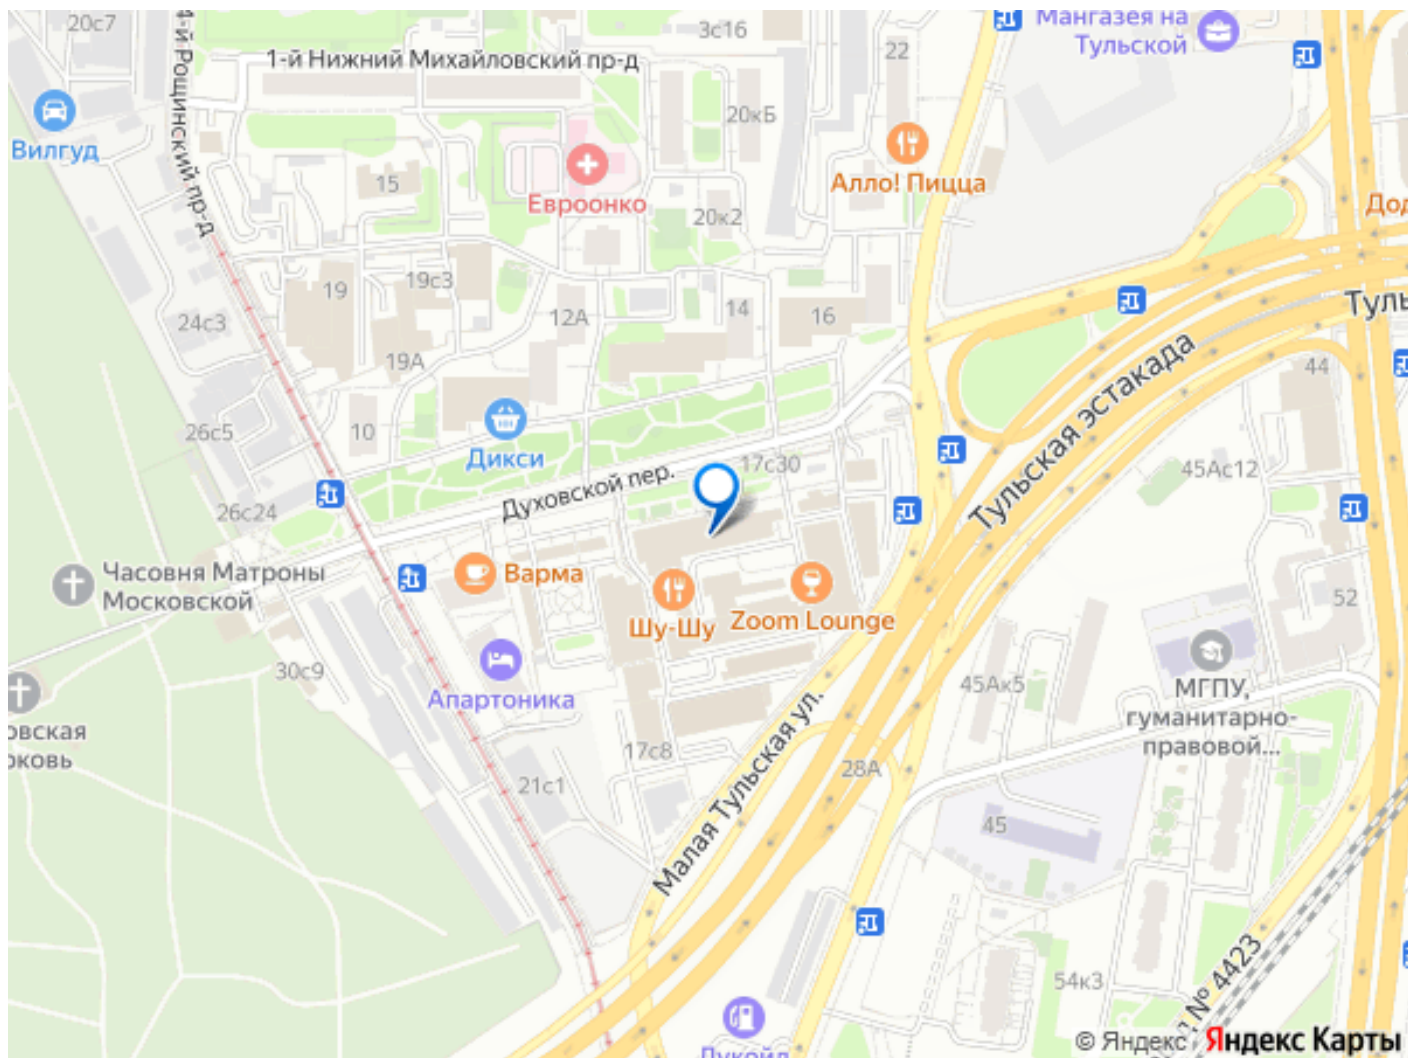 20с7
4-й Рощинский пр-д
3с16
Мангазея на
Тульской
22
1-й Нижний Михайловский пр-д
20кБ
Вилгуд
Алло! Пицца
15
Евроонко
20к2
19с3
19
14
16
12А
24с3
19А
Тульская эстакада
44
10
26с5
Дикси
17с30
45Ас12
Духовской пер.
26с24
Часовня Матроны
Московской
Варма
52
Шу-Шу
Zoom Lounge
30с9
Апартоника
45Ак5
МГПУ,
гуманитарно-
правовой...
17с8
28А
21с1
Малая Тульская ул.
45
№ 4423
54к3
Лукойл
© Яндекс
Яндекс Карты